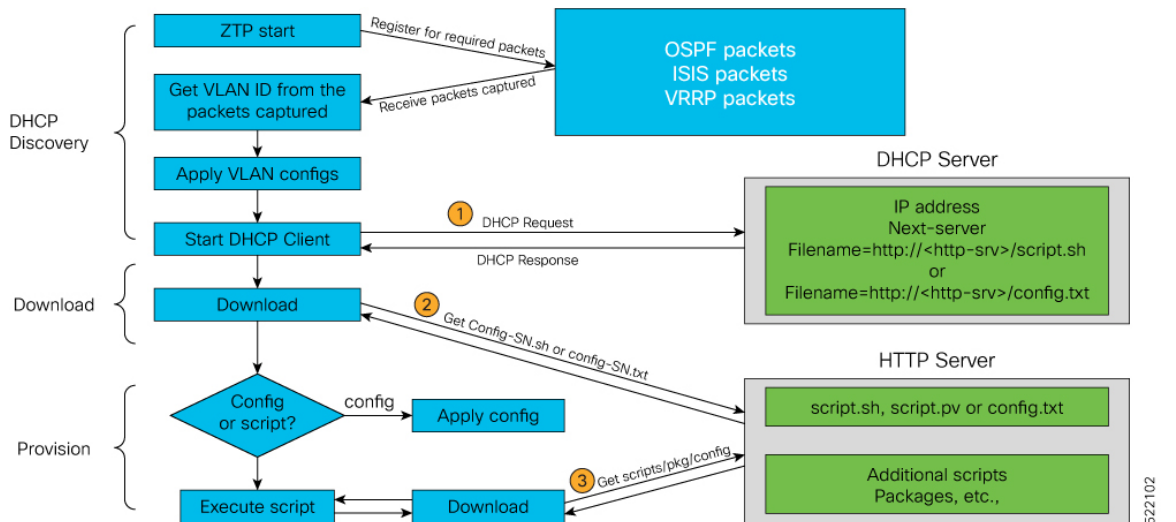 ZTP start
Register for required packets
OSPF packets
ISIS packets
VRRP packets
Get VLAN ID from the
packets captured
Receive packets captured
DHCP
Discovery
Apply VLAN configs
DHCP Server
1
DHCP Request
Start DHCP Client
DHCP Response
IP address
Next-server
Filename=http://<http-srv>/script.sh
or
Filename=http://<http-srv>/config.txt
Download
Download
2
Get Config-SN.sh or config-SN.txt
HTTP Server
Config
or script?
config
Apply config
script.sh, script.pv or config.txt
Provision
3
Get scripts/pkg/config
Execute script
Download
Additional scripts
Packages, etc.,
522102